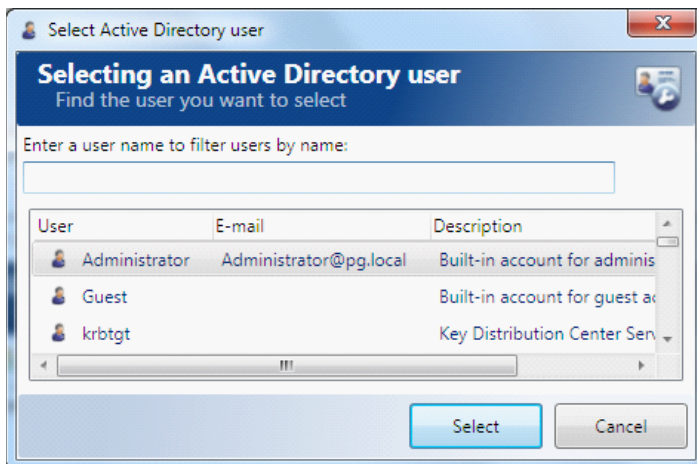 Select Active Directory user
Selecting an Active Directory user
Find the user you want to select
Enter a user name to filter users by name:
User E-mail Description
Administrator Administrator@pg.local Built-in account for adminis
Guest Built-in account for guest
krbtgt Key Distribution Center
Select Cancel